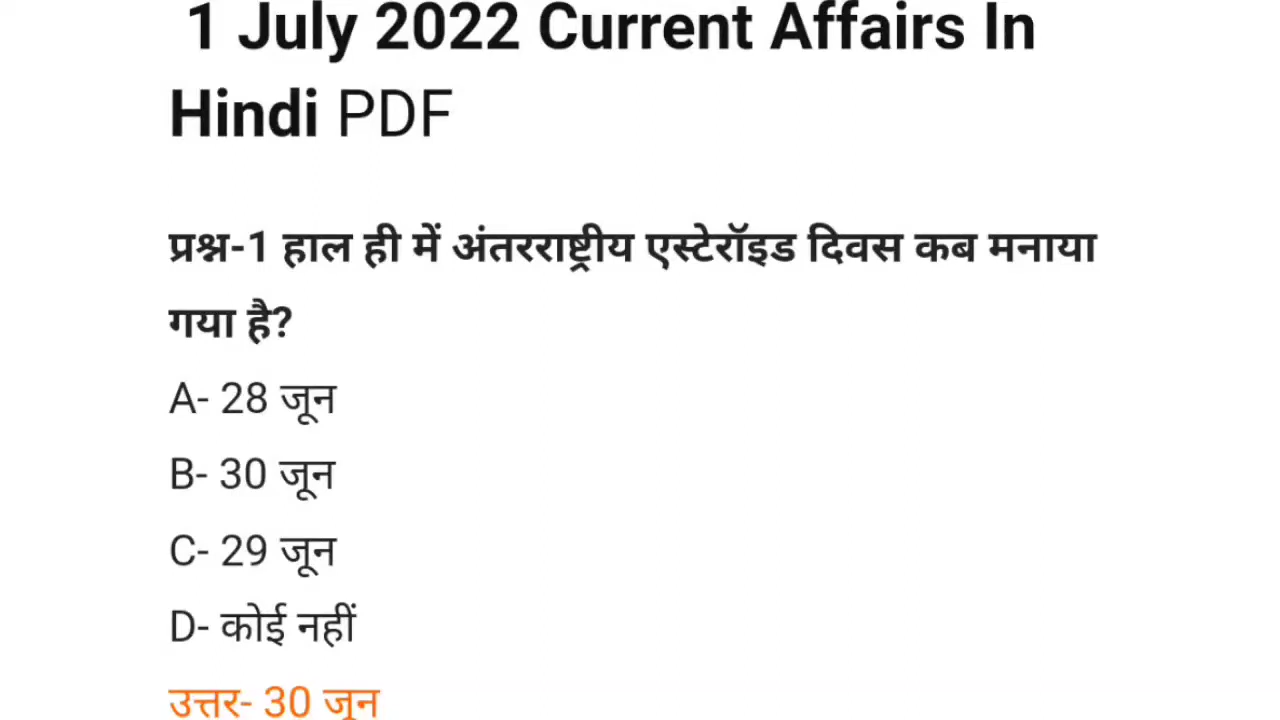 1 July 2022 Current Affairs In
Hindi PDF
प्रश्न-1 हाल ही में अंतरराष्ट्रीय एस्टेरॉइड दिवस कब मनाया
गया है?
A- 28 जून
B- 30 जून
C- 29 जून
D- कोई नहीं
उत्तर- 30 जून